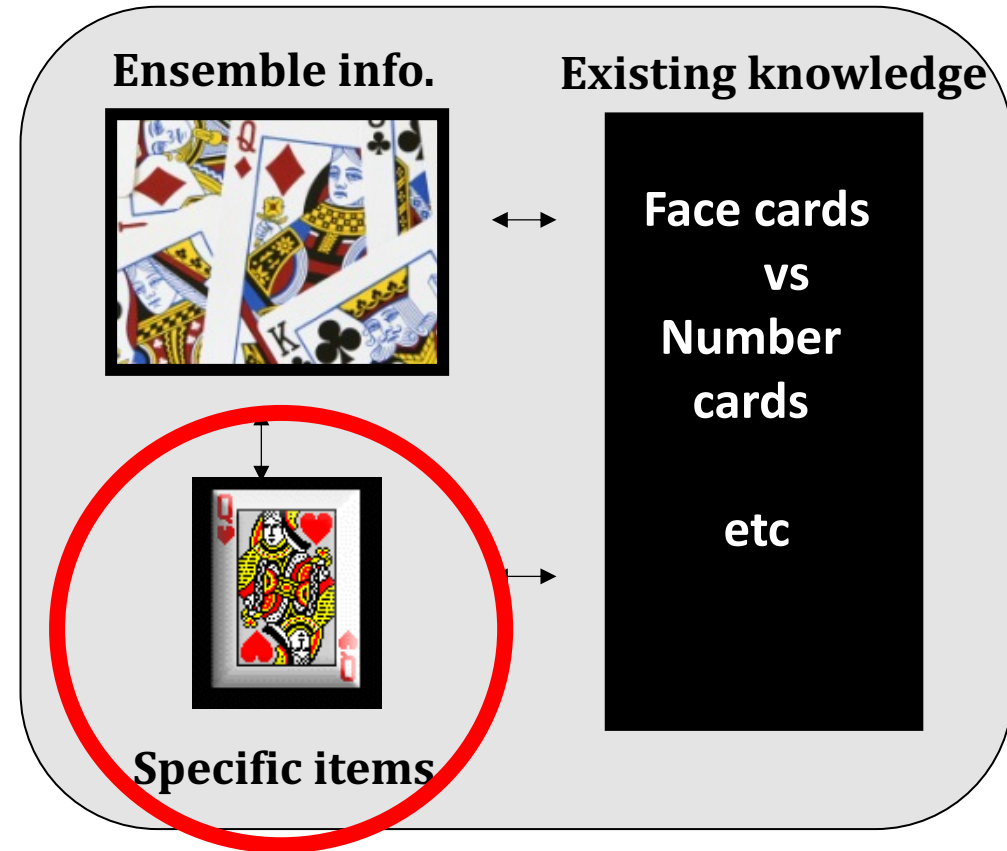 Ensemble info.
Existing knowledge
Q
K
Face cards
vs
Number
cards
etc
Q
Q
Specific items